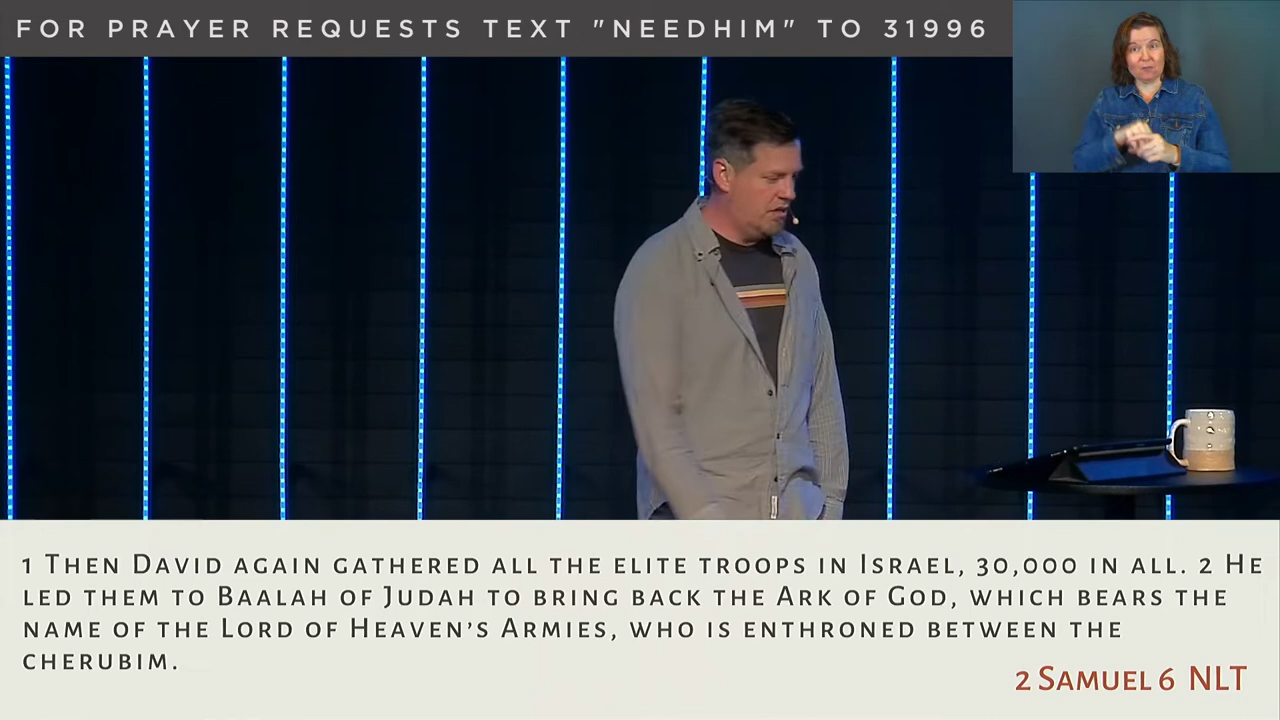 FOR PRAYER REQUESTS TEXT "NEEDHIM" TO 31996
1 Then David again gathered all the elite troops in Israel, 30,000 in all. 2 He
led them to Baalah of Judah to bring back the Ark of God, which bears the
name of the Lord of Heaven's Armies, who is enthroned between the
cherubim.
2 Samuel 6 NLT